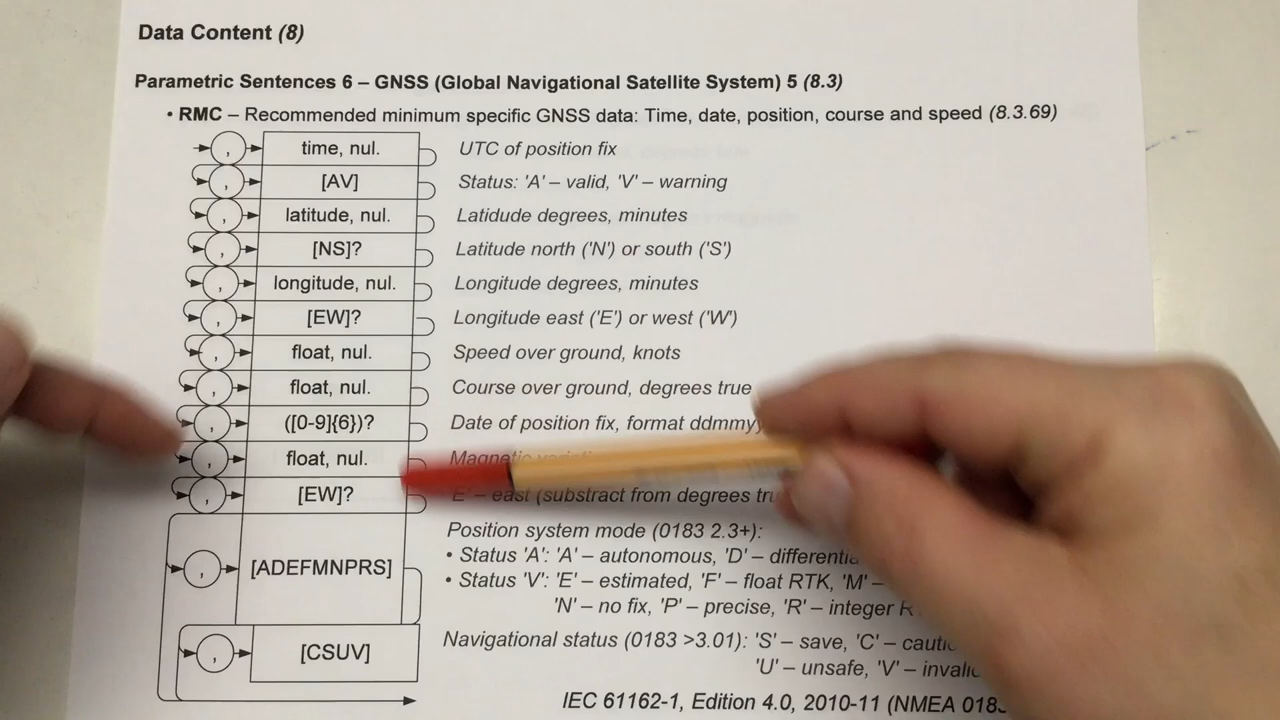 Data Content (8)
Parametric Sentences 6 – GNSS (Global Navigational Satellite System) 5 (8.3)
• RMC – Recommended minimum specific GNSS data: Time, date, position, course and speed (8.3.69)
, time, nul. UTC of position fix
, [AV] Status: 'A' – valid, 'V' – warning
, latitude, nul. Latidude degrees, minutes
, [NS]? Latitude north ('N') or south ('S')
, longitude, nul. Longitude degrees, minutes
, [EW]? Longitude east ('E') or west ('W')
, float, nul. Speed over ground, knots
, float, nul. Course over ground, degrees true
, ([0-9]{6})? Date of position fix, format ddmmy
, float, nul. Magnetic
, [EW]? 'E' – east (substract from degrees
Position system mode (0183 2.3+):
, [ADEFMNPRS] • Status 'A': 'A' – autonomous, 'D' –
• Status 'V': 'E' – estimated, 'F' – float RTK, 'M' –
'N' – no fix, 'P' – precise, 'R' – integer
, [CSUV] Navigational status (0183 >3.01): 'S' – save, 'C' –
'U' – unsafe, 'V' –
IEC 61162-1, Edition 4.0, 2010-11 (NMEA 0183